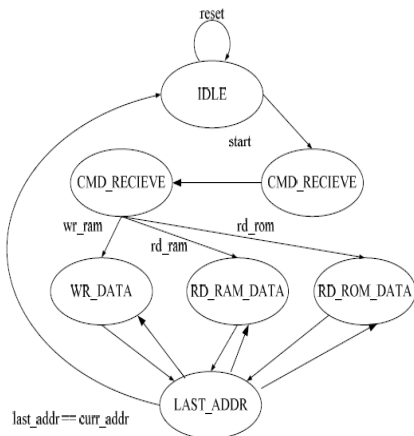 reset
IDLE
start
CMD_RECIEVE
CMD_RECIEVE
wr_ram
rd_ram
rd_rom
WR_DATA
RD_RAM_DATA
RD_ROM_DATA
LAST_ADDR
last_addr== curr_addr